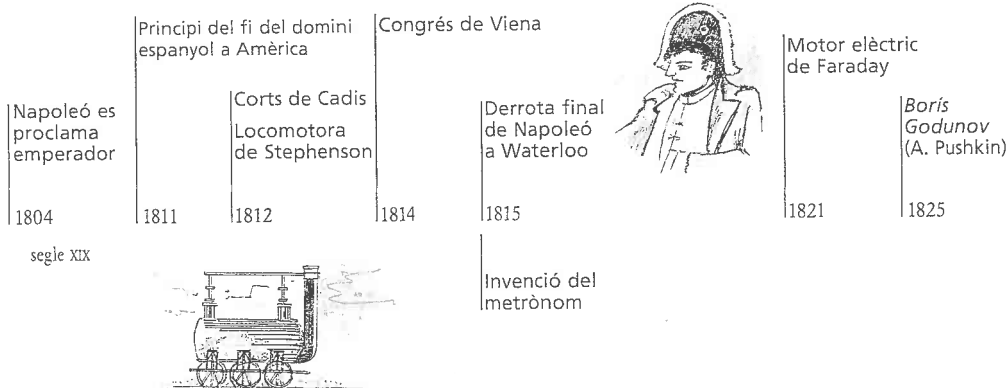 Napoleó es
proclama
emperador
1804
Principi del fi del domini
espanyol a Amèrica
1811
Corts de Cadis
Locomotora
de Stephenson
1812
Congrés de Viena
1814
Derrota final
de Napoleó
a Waterloo
1815
Motor elèctric
de Faraday
1821
Borís
Godunov
(A. Pushkin)
1825
segle XIX
Invenció del
metrònom